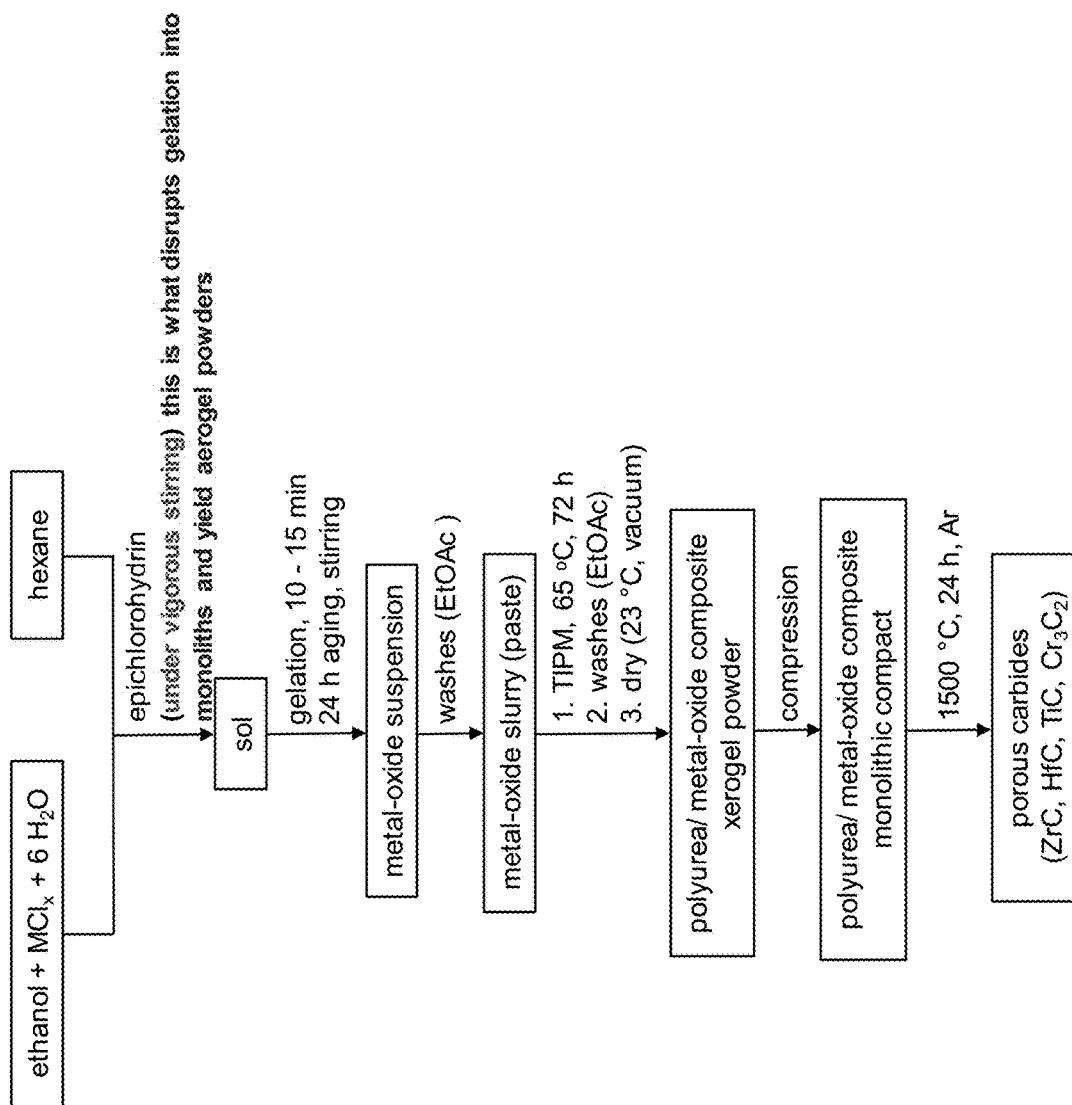 ethanol + MClₓ + 6 H₂O
hexane
epichlorohydrin
(under vigorous stirring) this is what disrupts gelation into
monoliths and yield aerogel powders
sol
gelation, 10 - 15 min
24 h aging, stirring
metal-oxide suspension
washes (EtOAc )
metal-oxide slurry (paste)
1. TIPM, 65 °C, 72 h
2. washes (EtOAc)
3. dry (23 °C, vacuum)
polyurea/ metal-oxide composite
xerogel powder
compression
polyurea/ metal-oxide composite
monolithic compact
1500 °C, 24 h, Ar
porous carbides
(ZrC, HfC, TiC, Cr₃C₂)